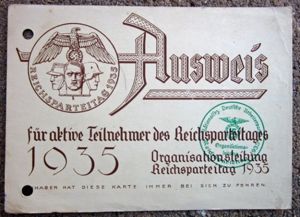 Ausweis
REICHSPARTEITAG 1935
für aktive Teilnehmer des Reichsparteitages
1935
Organisationsleitung
Reichsparteitag 1935
INHABER HAT DIESE KARTE IMMER BEI SICH ZU FÜHREN